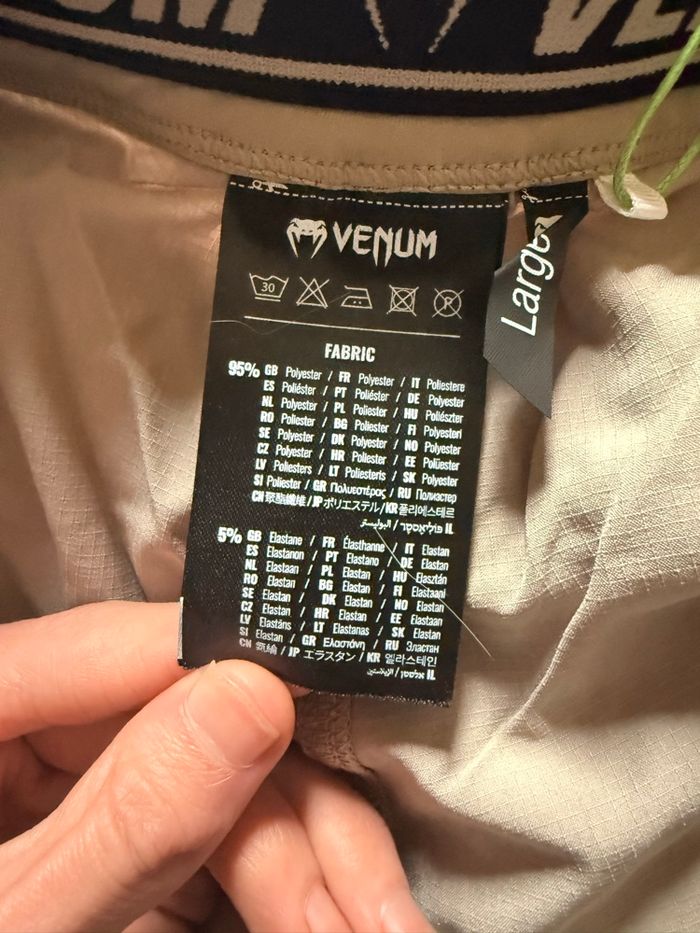 VENUM
Large
30
P
FABRIC
95% GB Polyester / FR Polyester / IT Poliestere
ES Poliéster / PT Poliéster / DE Polyester
NL Polyester / PL Poliester / HU Poliészter
RO Poliester / BG Poliester / FI Polyesteri
SE Polyester / DK Polyester / NO Polyester
CZ Polyester / HR Poliester / EE Polüester
LV Poliesters / LT Poliesteris / SK Polyester
SI Poliester / GR Πολυεστέρας / RU Полиэстер
CN 聚酯纖維 / JP ポリエステル / KR 폴리에스테르
IL פוליאסטר / البوليستر
5% GB Elastane / FR Élasthanne IT Elastan
ES Elastanon / PT Elastano / DE Elastan
NL Elastaan / PL Elastan / HU Elasztán
RO Elastan / BG Elastan / FI Elastaani
SE Elastan / DK Elastan / NO Elastan
CZ Elastan / HR Elastan / EE Elastaan
LV Elastāns / LT Elastanas / SK Elastan
SI Elastan / GR Ελαστάνη / RU Эластан
CN 氨綸 / JP エラスタン / KR 엘라스테인
IL אלסטן / الإيلاستين